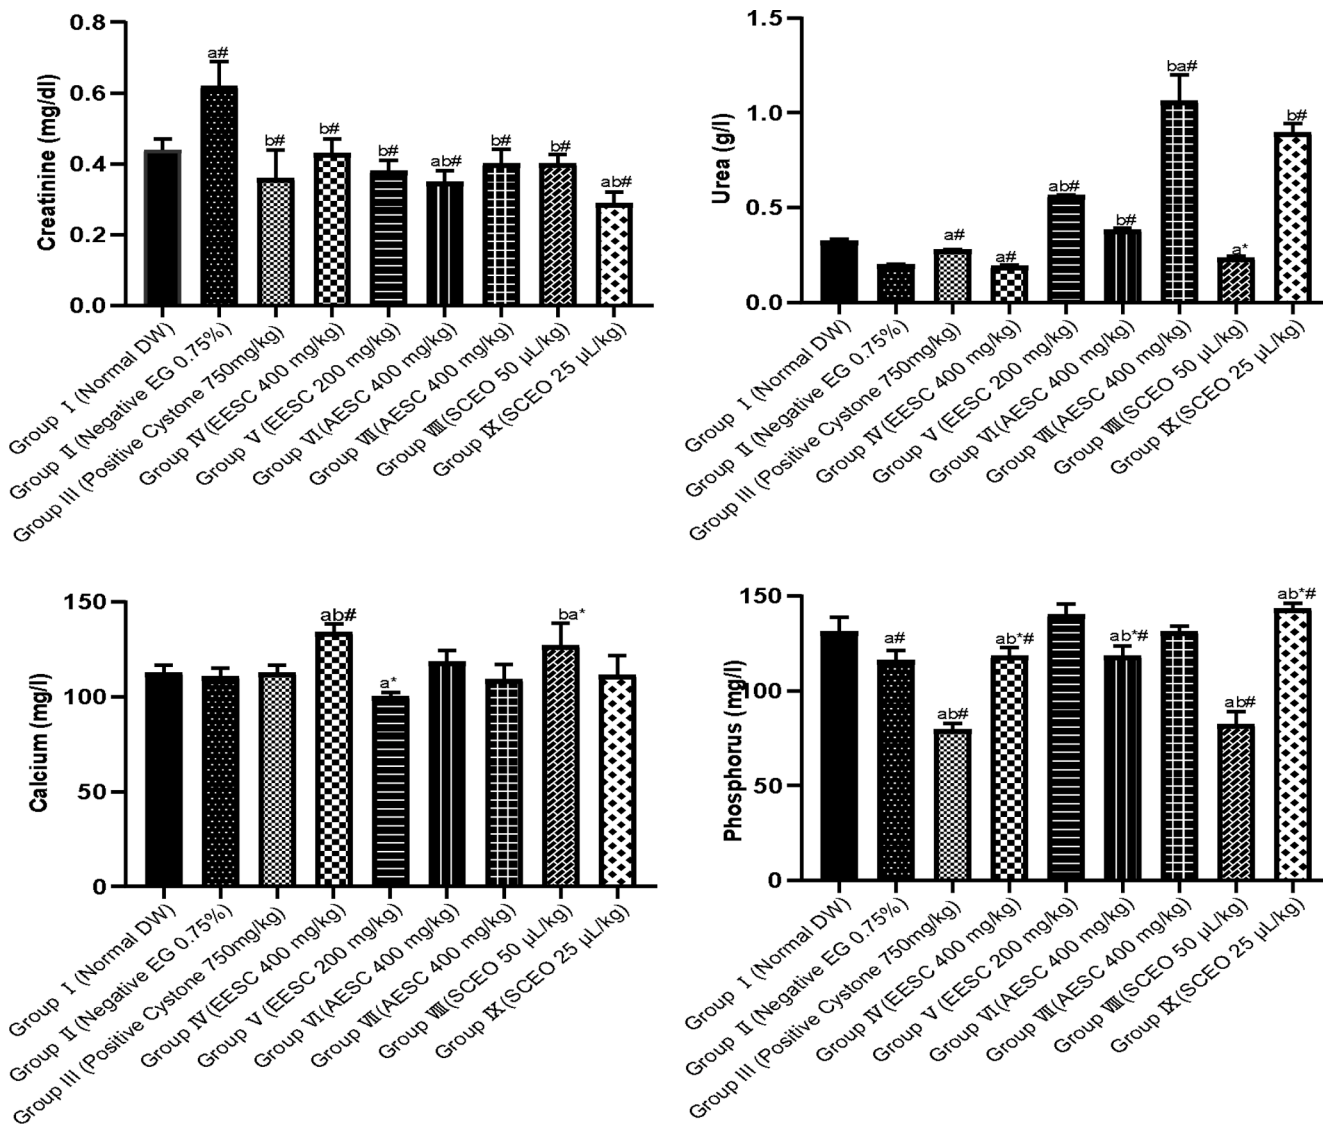 Creatinine (mg/dl)
0.8
0.6
0.4
0.2
0.0
a#
b#
b#
b#
ab#
b#
b#
ab#
Group Ⅰ (Normal DW)
Group Ⅱ (Negative EG 0.75%)
Group III (Positive Cystone 750mg/kg)
Group Ⅳ (EESC 400 mg/kg)
Group Ⅴ (EESC 200 mg/kg)
Group Ⅵ (AESC 400 mg/kg)
Group Ⅶ (AESC 400 mg/kg)
Group Ⅷ (SCEO 50 µL/kg)
Group Ⅸ (SCEO 25 µL/kg)
Urea (g/l)
1.5
1.0
0.5
0.0
a#
a#
ab#
b#
ba#
a*
b#
Group Ⅰ (Normal DW)
Group Ⅱ (Negative EG 0.75%)
Group III (Positive Cystone 750mg/kg)
Group Ⅳ (EESC 400 mg/kg)
Group Ⅴ (EESC 200 mg/kg)
Group Ⅵ (AESC 400 mg/kg)
Group Ⅶ (AESC 400 mg/kg)
Group Ⅷ (SCEO 50 µL/kg)
Group Ⅸ (SCEO 25 µL/kg)
Calcium (mg/l)
150
100
50
0
ab#
a*
ba*
Group Ⅰ (Normal DW)
Group Ⅱ (Negative EG 0.75%)
Group III (Positive Cystone 750mg/kg)
Group Ⅳ (EESC 400 mg/kg)
Group Ⅴ (EESC 200 mg/kg)
Group Ⅵ (AESC 400 mg/kg)
Group Ⅶ (AESC 400 mg/kg)
Group Ⅷ (SCEO 50 µL/kg)
Group Ⅸ (SCEO 25 µL/kg)
Phosphorus (mg/l)
150
100
50
0
a#
ab#
ab*#
ab*#
ab#
ab*#
Group Ⅰ (Normal DW)
Group Ⅱ (Negative EG 0.75%)
Group III (Positive Cystone 750mg/kg)
Group Ⅳ (EESC 400 mg/kg)
Group Ⅴ (EESC 200 mg/kg)
Group Ⅵ (AESC 400 mg/kg)
Group Ⅶ (AESC 400 mg/kg)
Group Ⅷ (SCEO 50 µL/kg)
Group Ⅸ (SCEO 25 µL/kg)